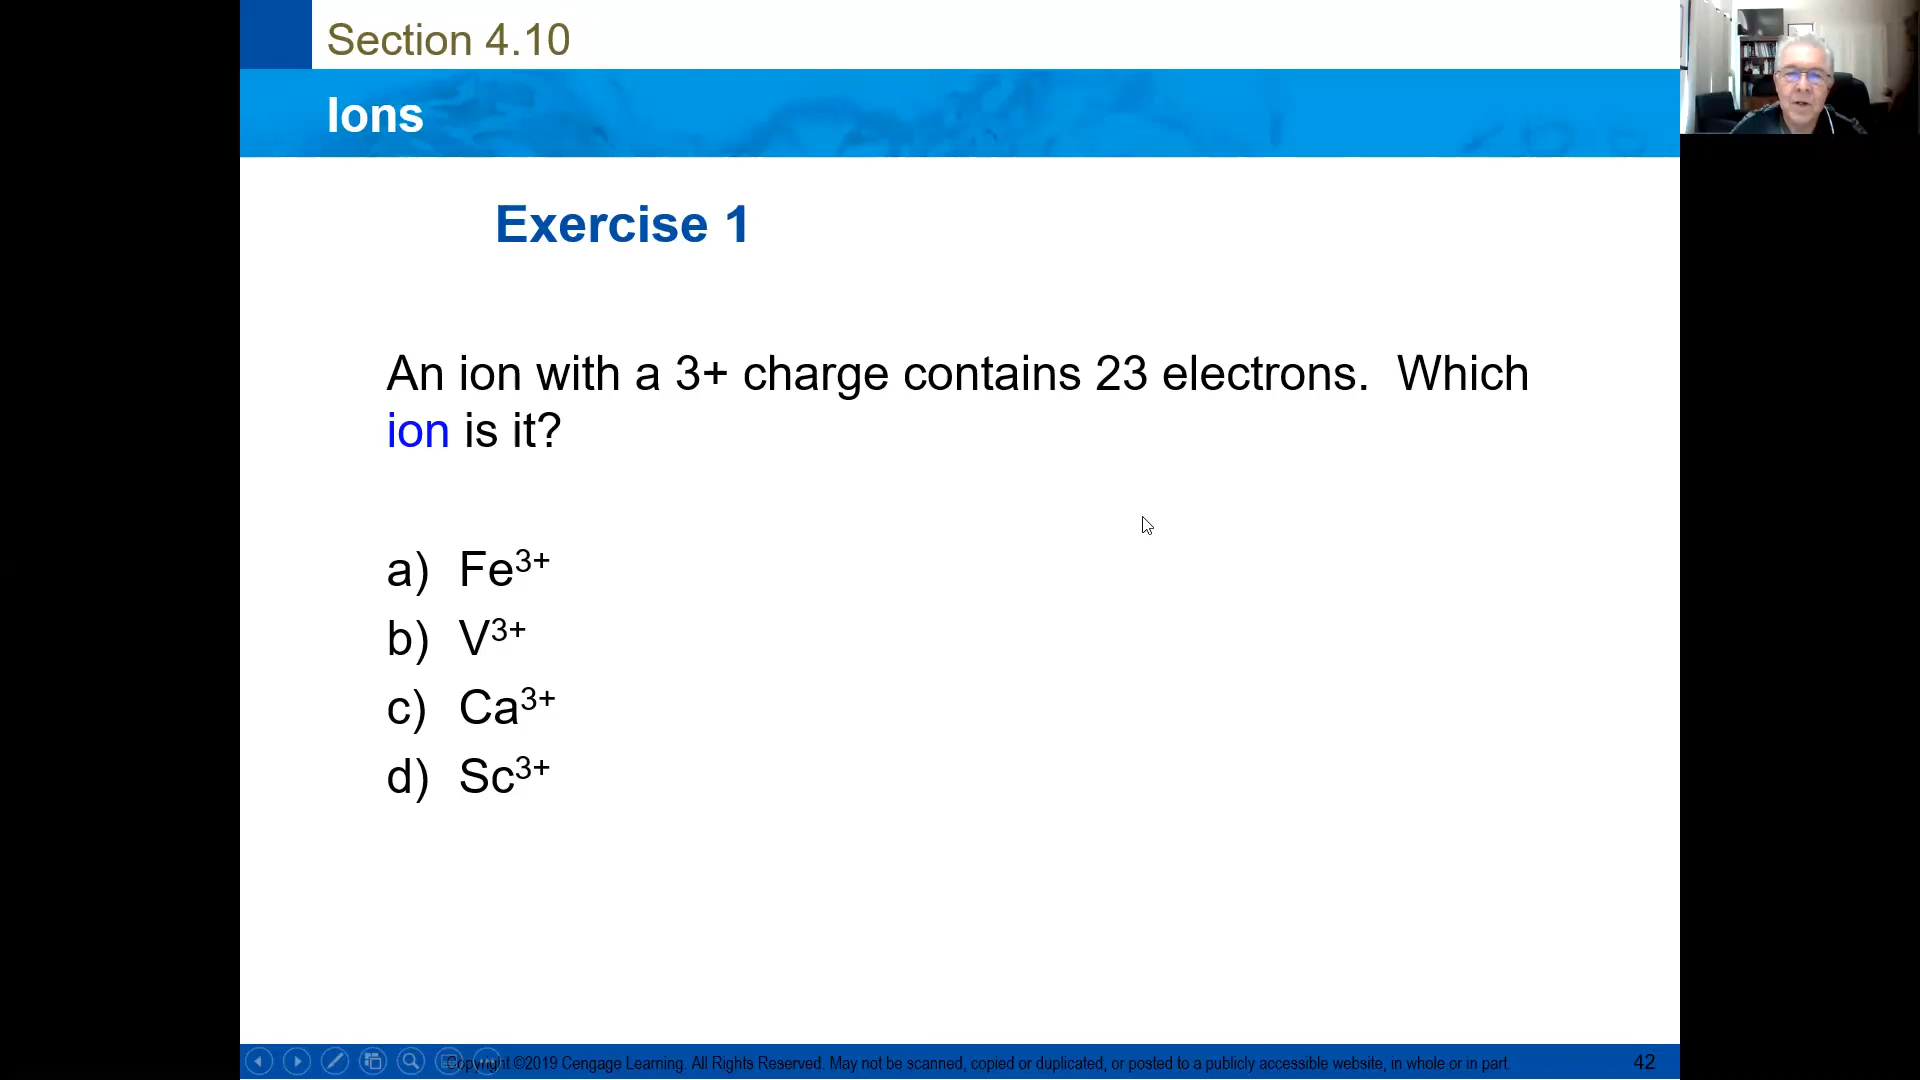 Section 4.10
Ions
Exercise 1
An ion with a 3+ charge contains 23 electrons. Which
ion is it?
a) Fe³⁺
b) V³⁺
c) Ca³⁺
d) Sc³⁺
Copyright ©2019 Cengage Learning. All Rights Reserved. May not be scanned, copied or duplicated, or posted to a publicly accessible website, in whole or in part. 42